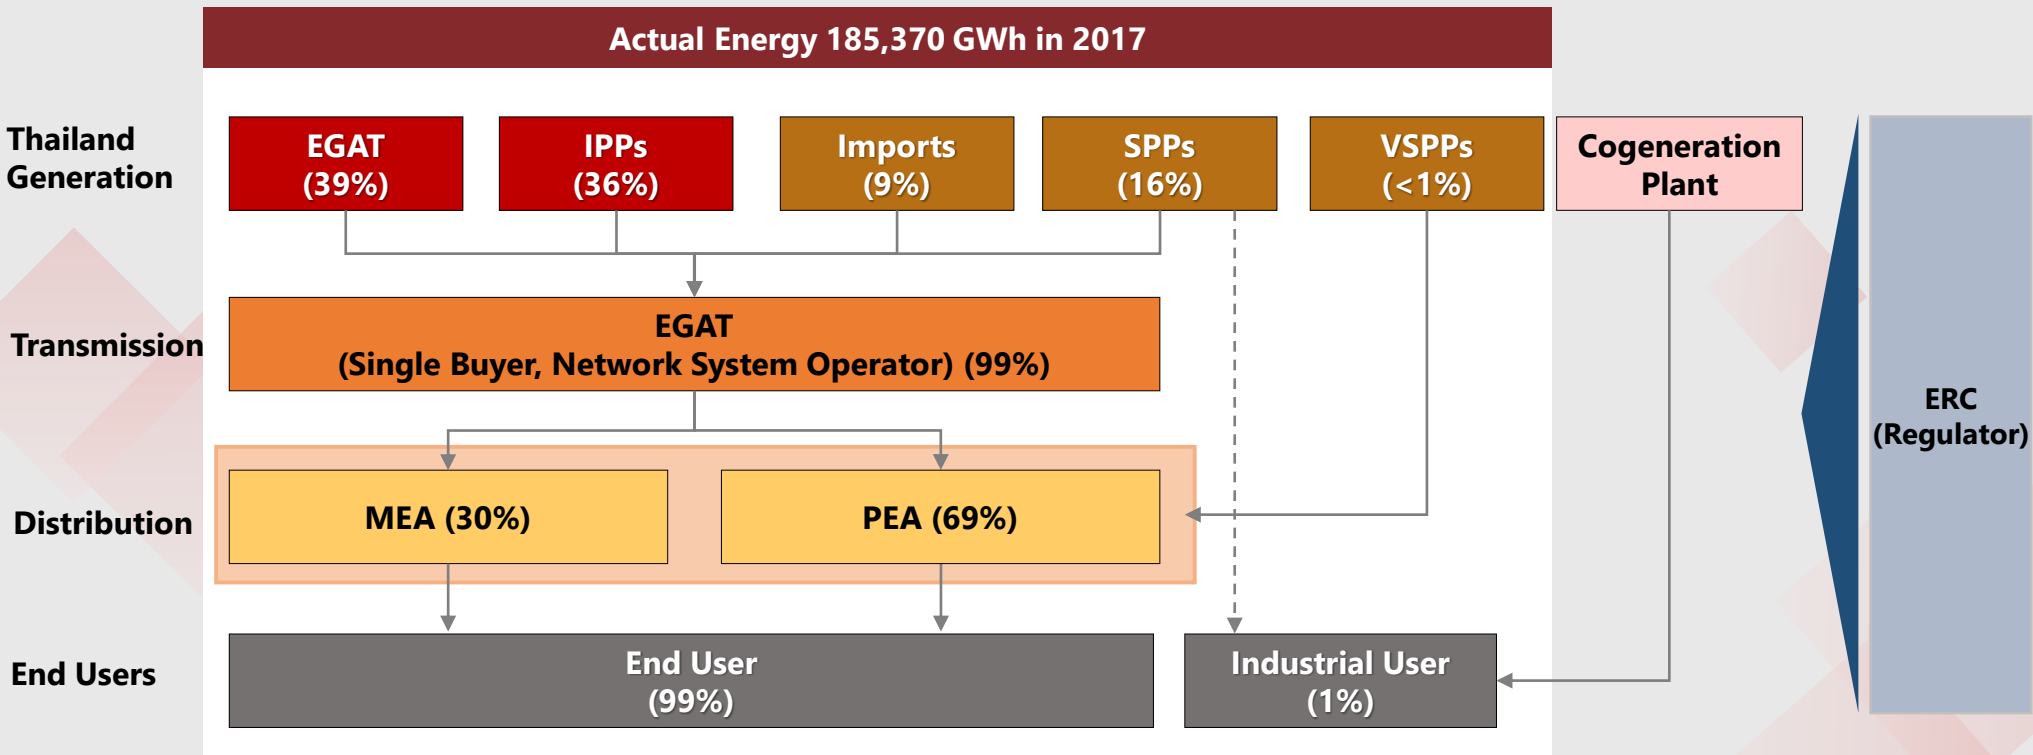 Actual Energy 185,370 GWh in 2017
Thailand
Generation
EGAT
(39%)
IPPs
(36%)
Imports
(9%)
SPPs
(16%)
VSPPs
(<1%)
Cogeneration
Plant
Transmission
EGAT
(Single Buyer, Network System Operator) (99%)
ERC
(Regulator)
Distribution
MEA (30%)
PEA (69%)
End Users
End User
(99%)
Industrial User
(1%)